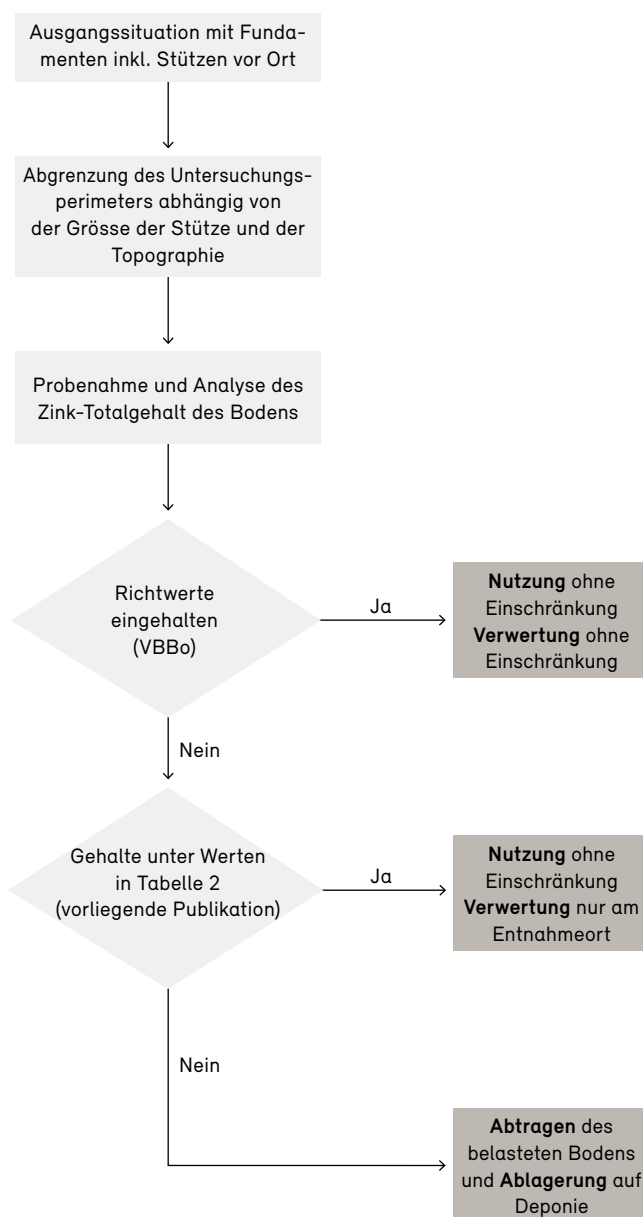 Ausgangssituation mit Funda-
menten inkl. Stützen vor Ort
Abgrenzung des Untersuchungs-
perimeters abhängig von
der Grösse der Stütze und der
Topographie
Probenahme und Analyse des
Zink-Totalgehalt des Bodens
Richtwerte
eingehalten
(VBBo)
Ja
Nutzung ohne
Einschränkung
Verwertung ohne
Einschränkung
Nein
Gehalte unter Werten
in Tabelle 2
(vorliegende Publikation)
Ja
Nutzung ohne
Einschränkung
Verwertung nur am
Entnahmeort
Nein
Abtragen des
belasteten Bodens
und Ablagerung auf
Deponie